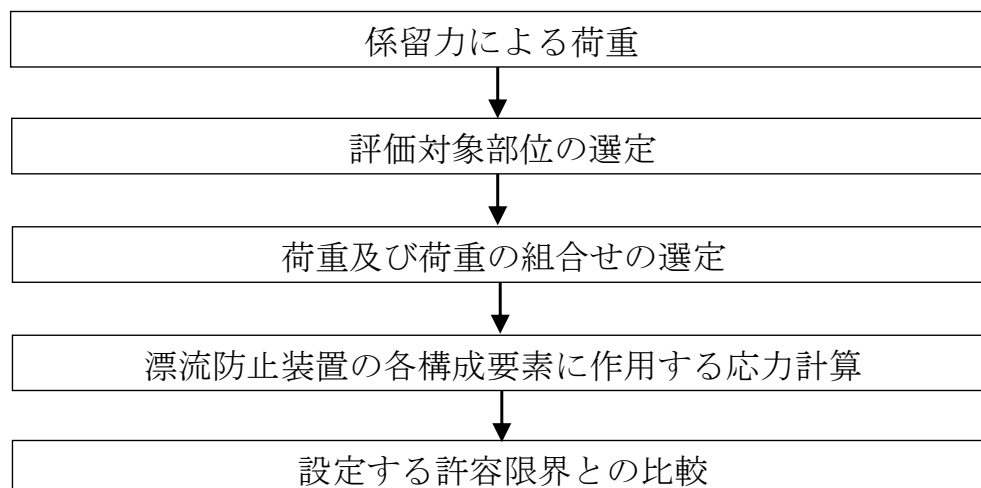 係留力による荷重
評価対象部位の選定
荷重及び荷重の組合せの選定
漂流防止装置の各構成要素に作用する応力計算
設定する許容限界との比較